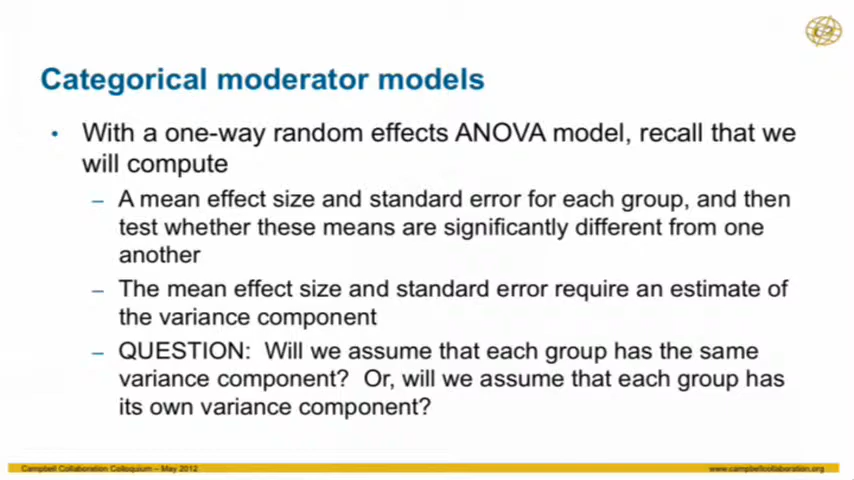 Categorical moderator models
• With a one-way random effects ANOVA model, recall that we
will compute
– A mean effect size and standard error for each group, and then
test whether these means are significantly different from one
another
– The mean effect size and standard error require an estimate of
the variance component
– QUESTION: Will we assume that each group has the same
variance component? Or, will we assume that each group has
its own variance component?
Campbell Collaboration Colloquium – May 2012
www.campbellcollaboration.org